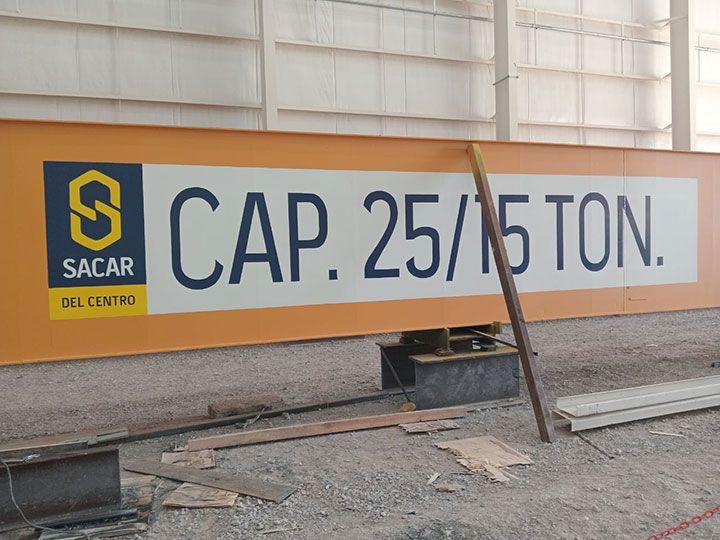 SACAR
DEL CENTRO
CAP. 25/15 TON.